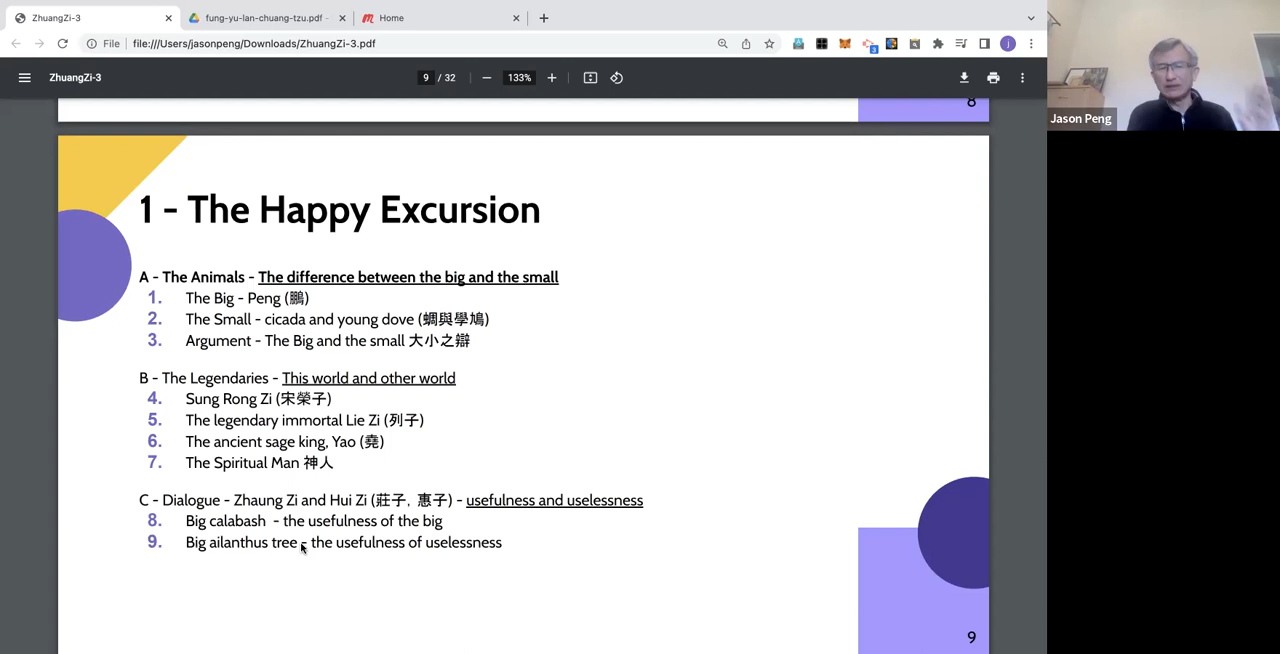 ZhuangZi-3
fung-yu-lan-chuang-tzu.pdf -
Home
File
file:///Users/jasonpeng/Downloads/ZhuangZi-3.pdf
3
j
ZhuangZi-3
9 / 32
133%
8
Jason Peng
1 - The Happy Excursion
A - The Animals - The difference between the big and the small
1. The Big - Peng (鵬)
2. The Small - cicada and young dove (蜩與學鳩)
3. Argument - The Big and the small 大小之辯
B - The Legendaries - This world and other world
4. Sung Rong Zi (宋榮子)
5. The legendary immortal Lie Zi (列子)
6. The ancient sage king, Yao (堯)
7. The Spiritual Man 神人
C - Dialogue - Zhaung Zi and Hui Zi (莊子, 惠子) - usefulness and uselessness
8. Big calabash - the usefulness of the big
9. Big ailanthus tree - the usefulness of uselessness
9